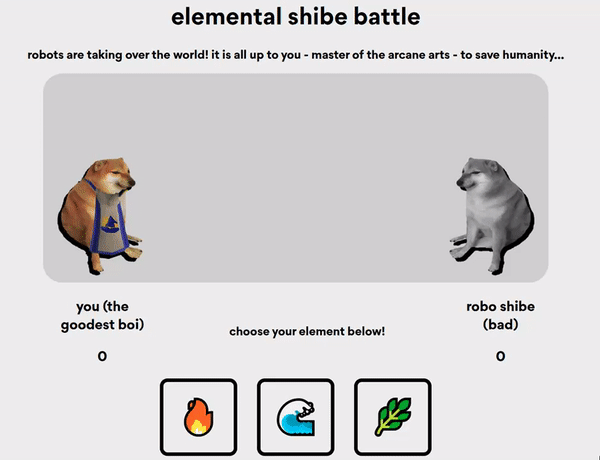 elemental shibe battle
robots are taking over the world! it is all up to you - master of the arcane arts - to save humanity...
you (the
goodest boi)
0
choose your element below!
robo shibe
(bad)
0